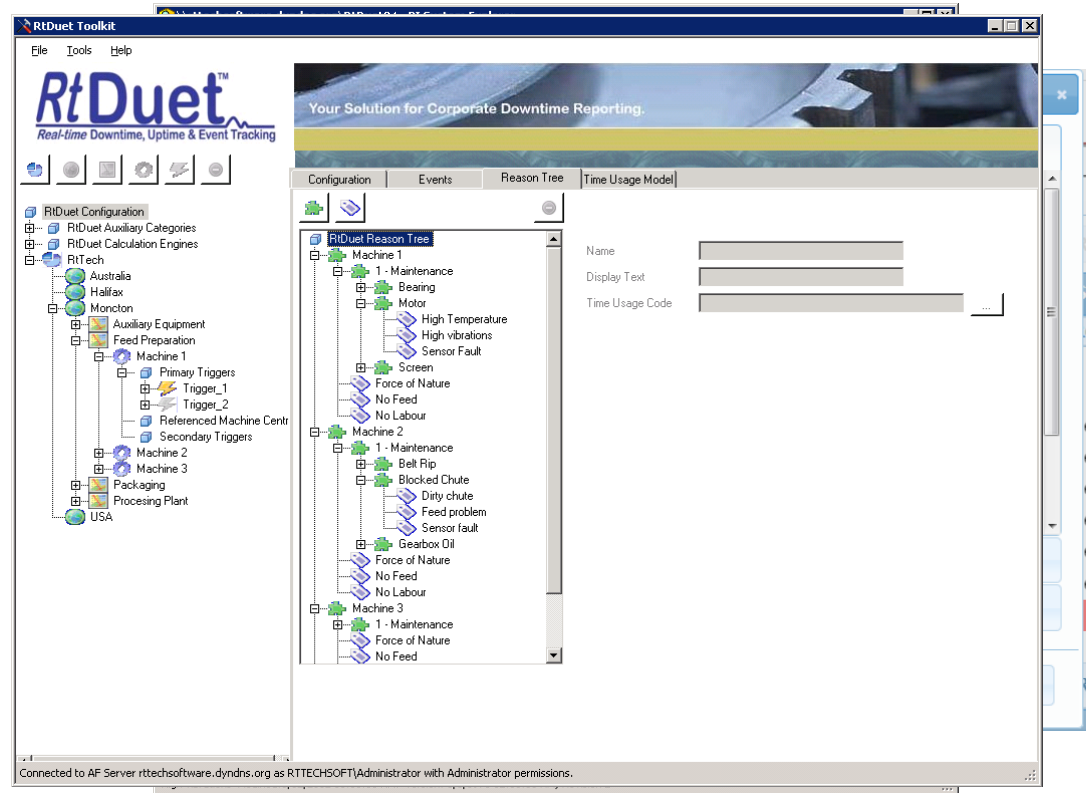 RtDuet Toolkit
File Tools Help
RtDuet™
Real-time Downtime, Uptime & Event Tracking
Your Solution for Corporate Downtime Reporting.
Configuration Events Reason Tree Time Usage Model
RtDuet Configuration
RtDuet Auxiliary Categories
RtDuet Calculation Engines
RtTech
Australia
Halifax
Moncton
Auxiliary Equipment
Feed Preparation
Machine 1
Primary Triggers
Trigger_1
Trigger_2
Referenced Machine Centr
Secondary Triggers
Machine 2
Machine 3
Packaging
Procesing Plant
USA
RtDuet Reason Tree
Machine 1
1 - Maintenance
Bearing
Motor
High Temperature
High vibrations
Sensor Fault
Screen
Force of Nature
No Feed
No Labour
Machine 2
1 - Maintenance
Belt Rip
Blocked Chute
Dirty chute
Feed problem
Sensor fault
Gearbox Oil
Force of Nature
No Feed
No Labour
Machine 3
1 - Maintenance
Force of Nature
No Feed
Name
Display Text
Time Usage Code
...
Connected to AF Server rttechsoftware.dyndns.org as RTTECHSOFT\Administrator with Administrator permissions.